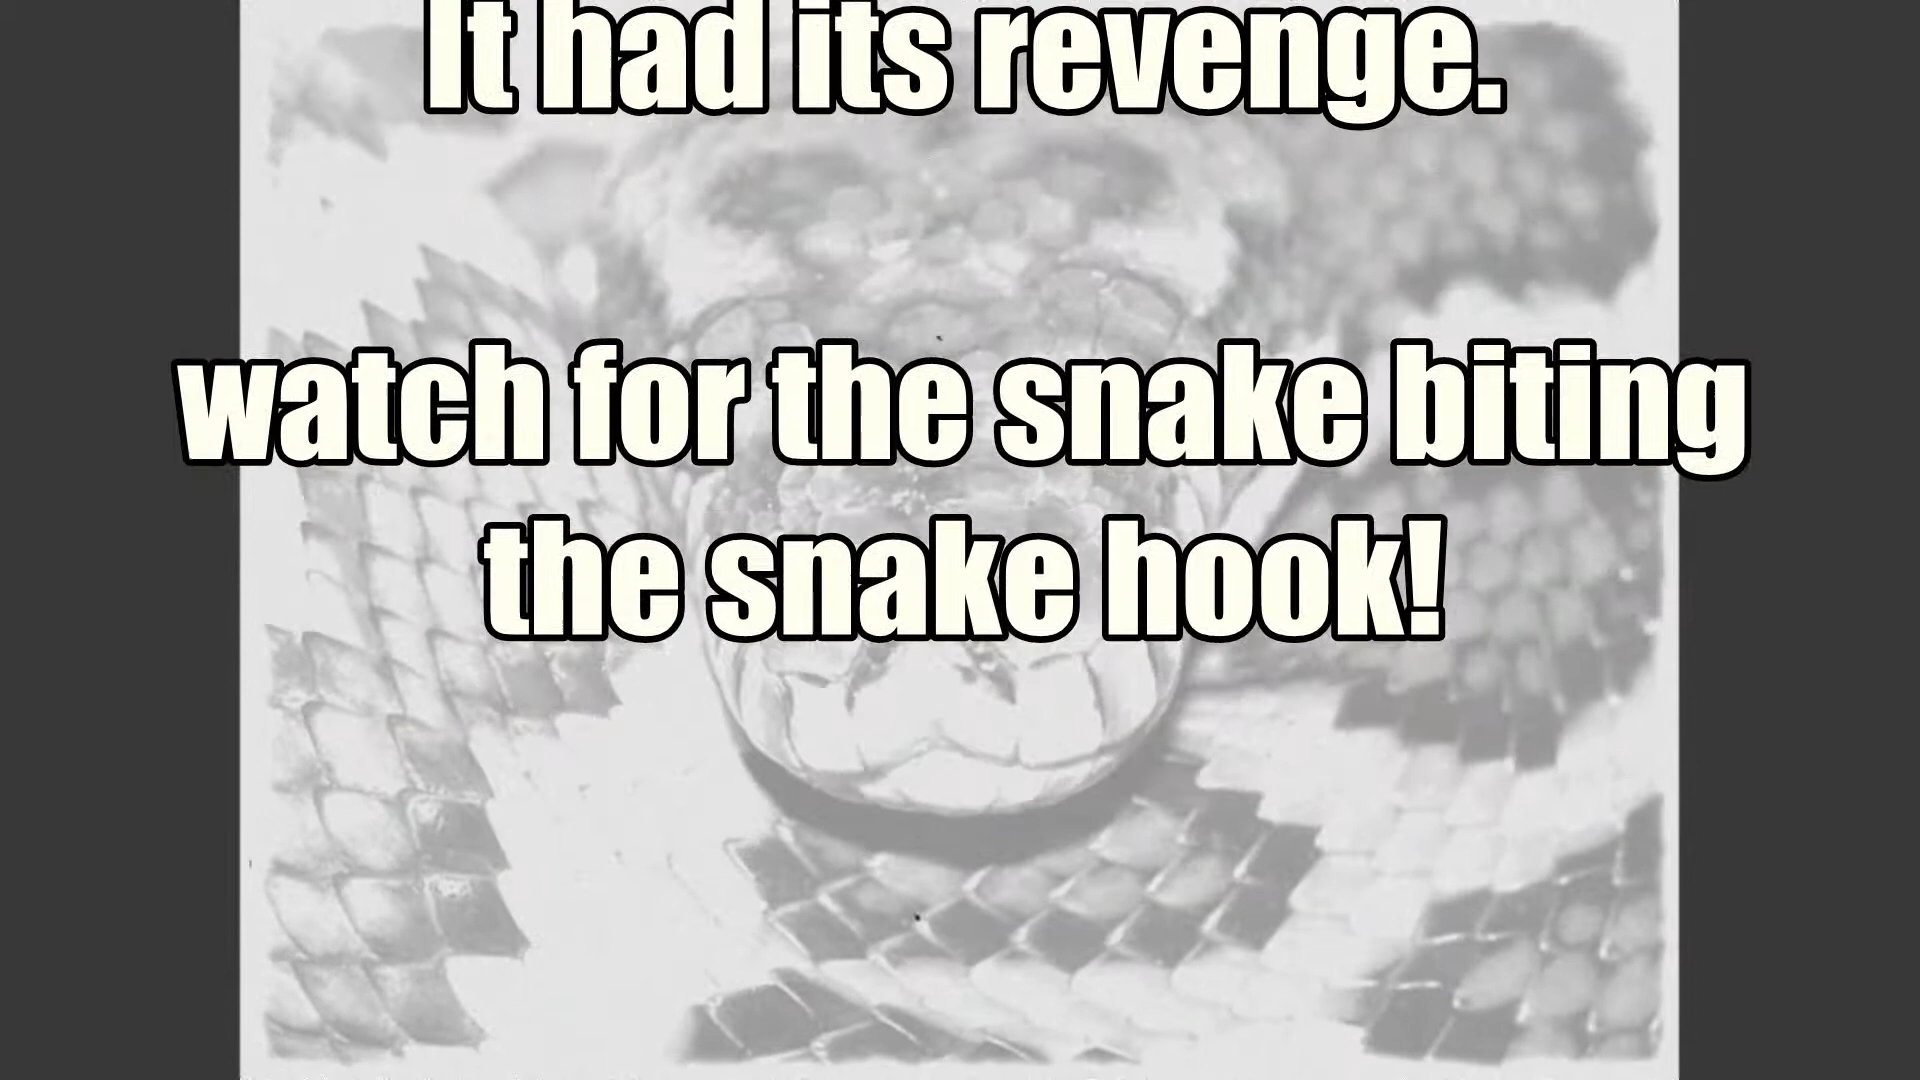 It had its revenge.
watch for the snake biting
the snake hook!